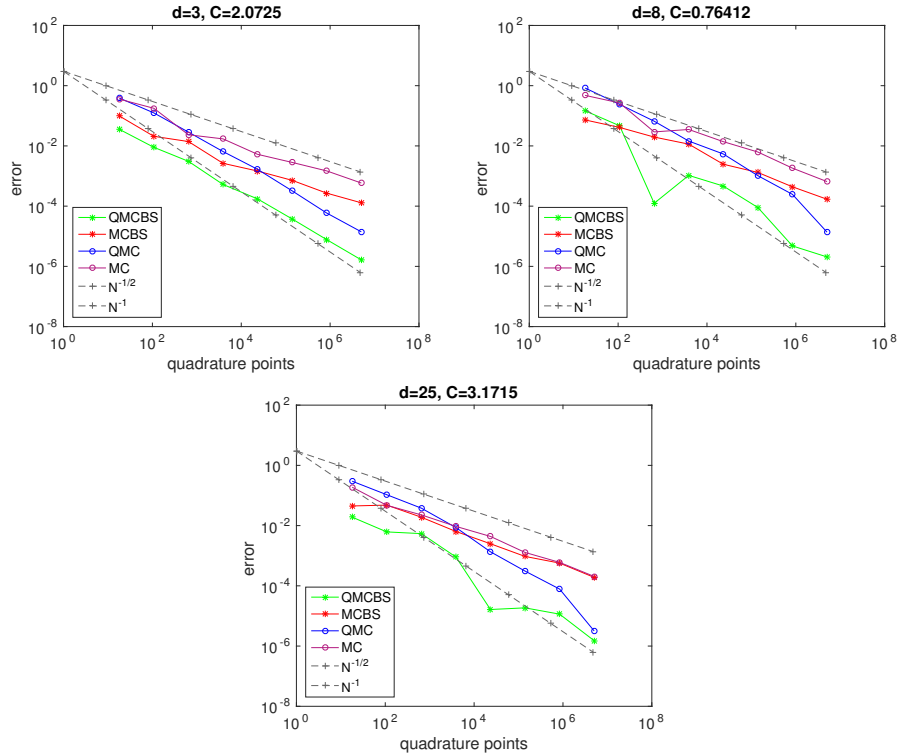 d=3, C=2.0725
10^2
10^0
10^-2
10^-4
10^-6
10^-8
error
QMCBS
MCBS
QMC
MC
N^-1/2
N^-1
10^0 10^2 10^4 10^6 10^8
quadrature points
d=8, C=0.76412
10^2
10^0
10^-2
10^-4
10^-6
10^-8
error
QMCBS
MCBS
QMC
MC
N^-1/2
N^-1
10^0 10^2 10^4 10^6 10^8
quadrature points
d=25, C=3.1715
10^2
10^0
10^-2
10^-4
10^-6
10^-8
error
QMCBS
MCBS
QMC
MC
N^-1/2
N^-1
10^0 10^2 10^4 10^6 10^8
quadrature points